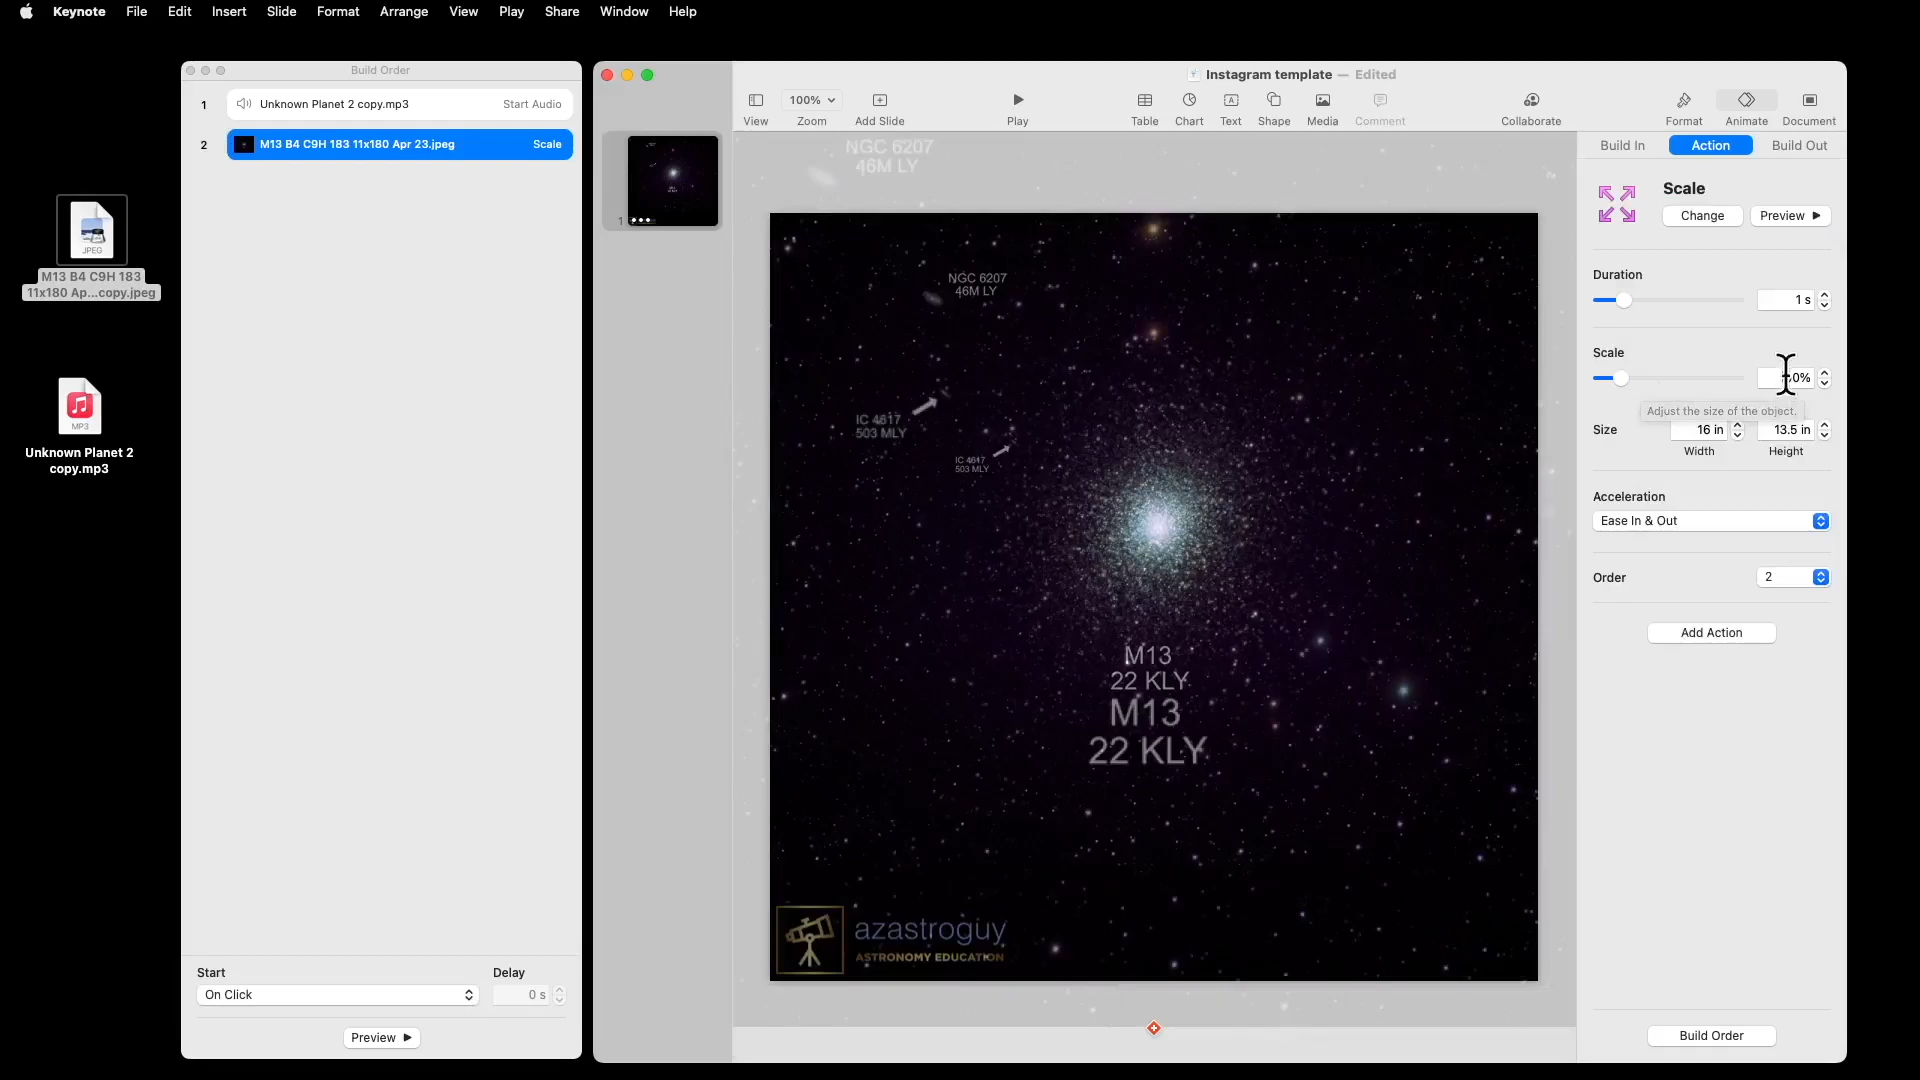 Keynote File Edit Insert Slide Format Arrange View Play Share Window Help
Build Order
1 Unknown Planet 2 copy.mp3 Start Audio
2 M13 B4 C9H 183 11x180 Apr 23.jpeg Scale
JPEG
M13 B4 C9H 183
11x180 Ap...copy.jpeg
MP3
Unknown Planet 2
copy.mp3
Start Delay
On Click 0 s
Preview
Instagram template — Edited
100%
View Zoom Add Slide Play Table Chart Text Shape Media Comment Collaborate Format Animate Document
1
NGC 6207
46M LY
NGC 6207
46M LY
IC 4617
503 MLY
IC 4617
503 MLY
M13
22 KLY
M13
22 KLY
azastroguy
ASTRONOMY EDUCATION
Build In Action Build Out
Scale
Change Preview
Duration
1 s
Scale
Adjust the size of the object.
Size 16 in 13.5 in
Width Height
Acceleration
Ease In & Out
Order 2
Add Action
Build Order